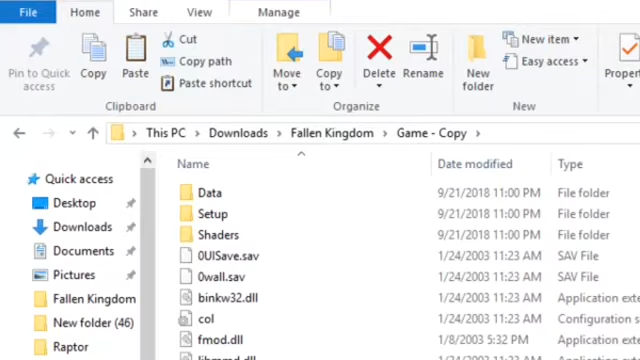 File Home Share View Manage
Cut
Copy path
Paste shortcut
Pin to Quick access
Copy
Paste
Move to
Copy to
Delete
Rename
New folder
New item
Easy access
Clipboard Organize New
This PC Downloads Fallen Kingdom Game - Copy
Name Date modified Type
Quick access
Desktop
Downloads
Documents
Pictures
Fallen Kingdom
New folder (46)
Raptor
Data 9/21/2018 11:00 PM File folder
Setup 9/21/2018 11:00 PM File folder
Shaders 9/21/2018 11:00 PM File folder
0UISave.sav 1/24/2003 11:23 AM SAV File
0wall.sav 1/24/2003 11:23 AM SAV File
binkw32.dll 1/24/2003 11:23 AM Application
col 1/24/2003 11:23 AM Configuration
fmod.dll 1/8/2003 5:32 PM Application